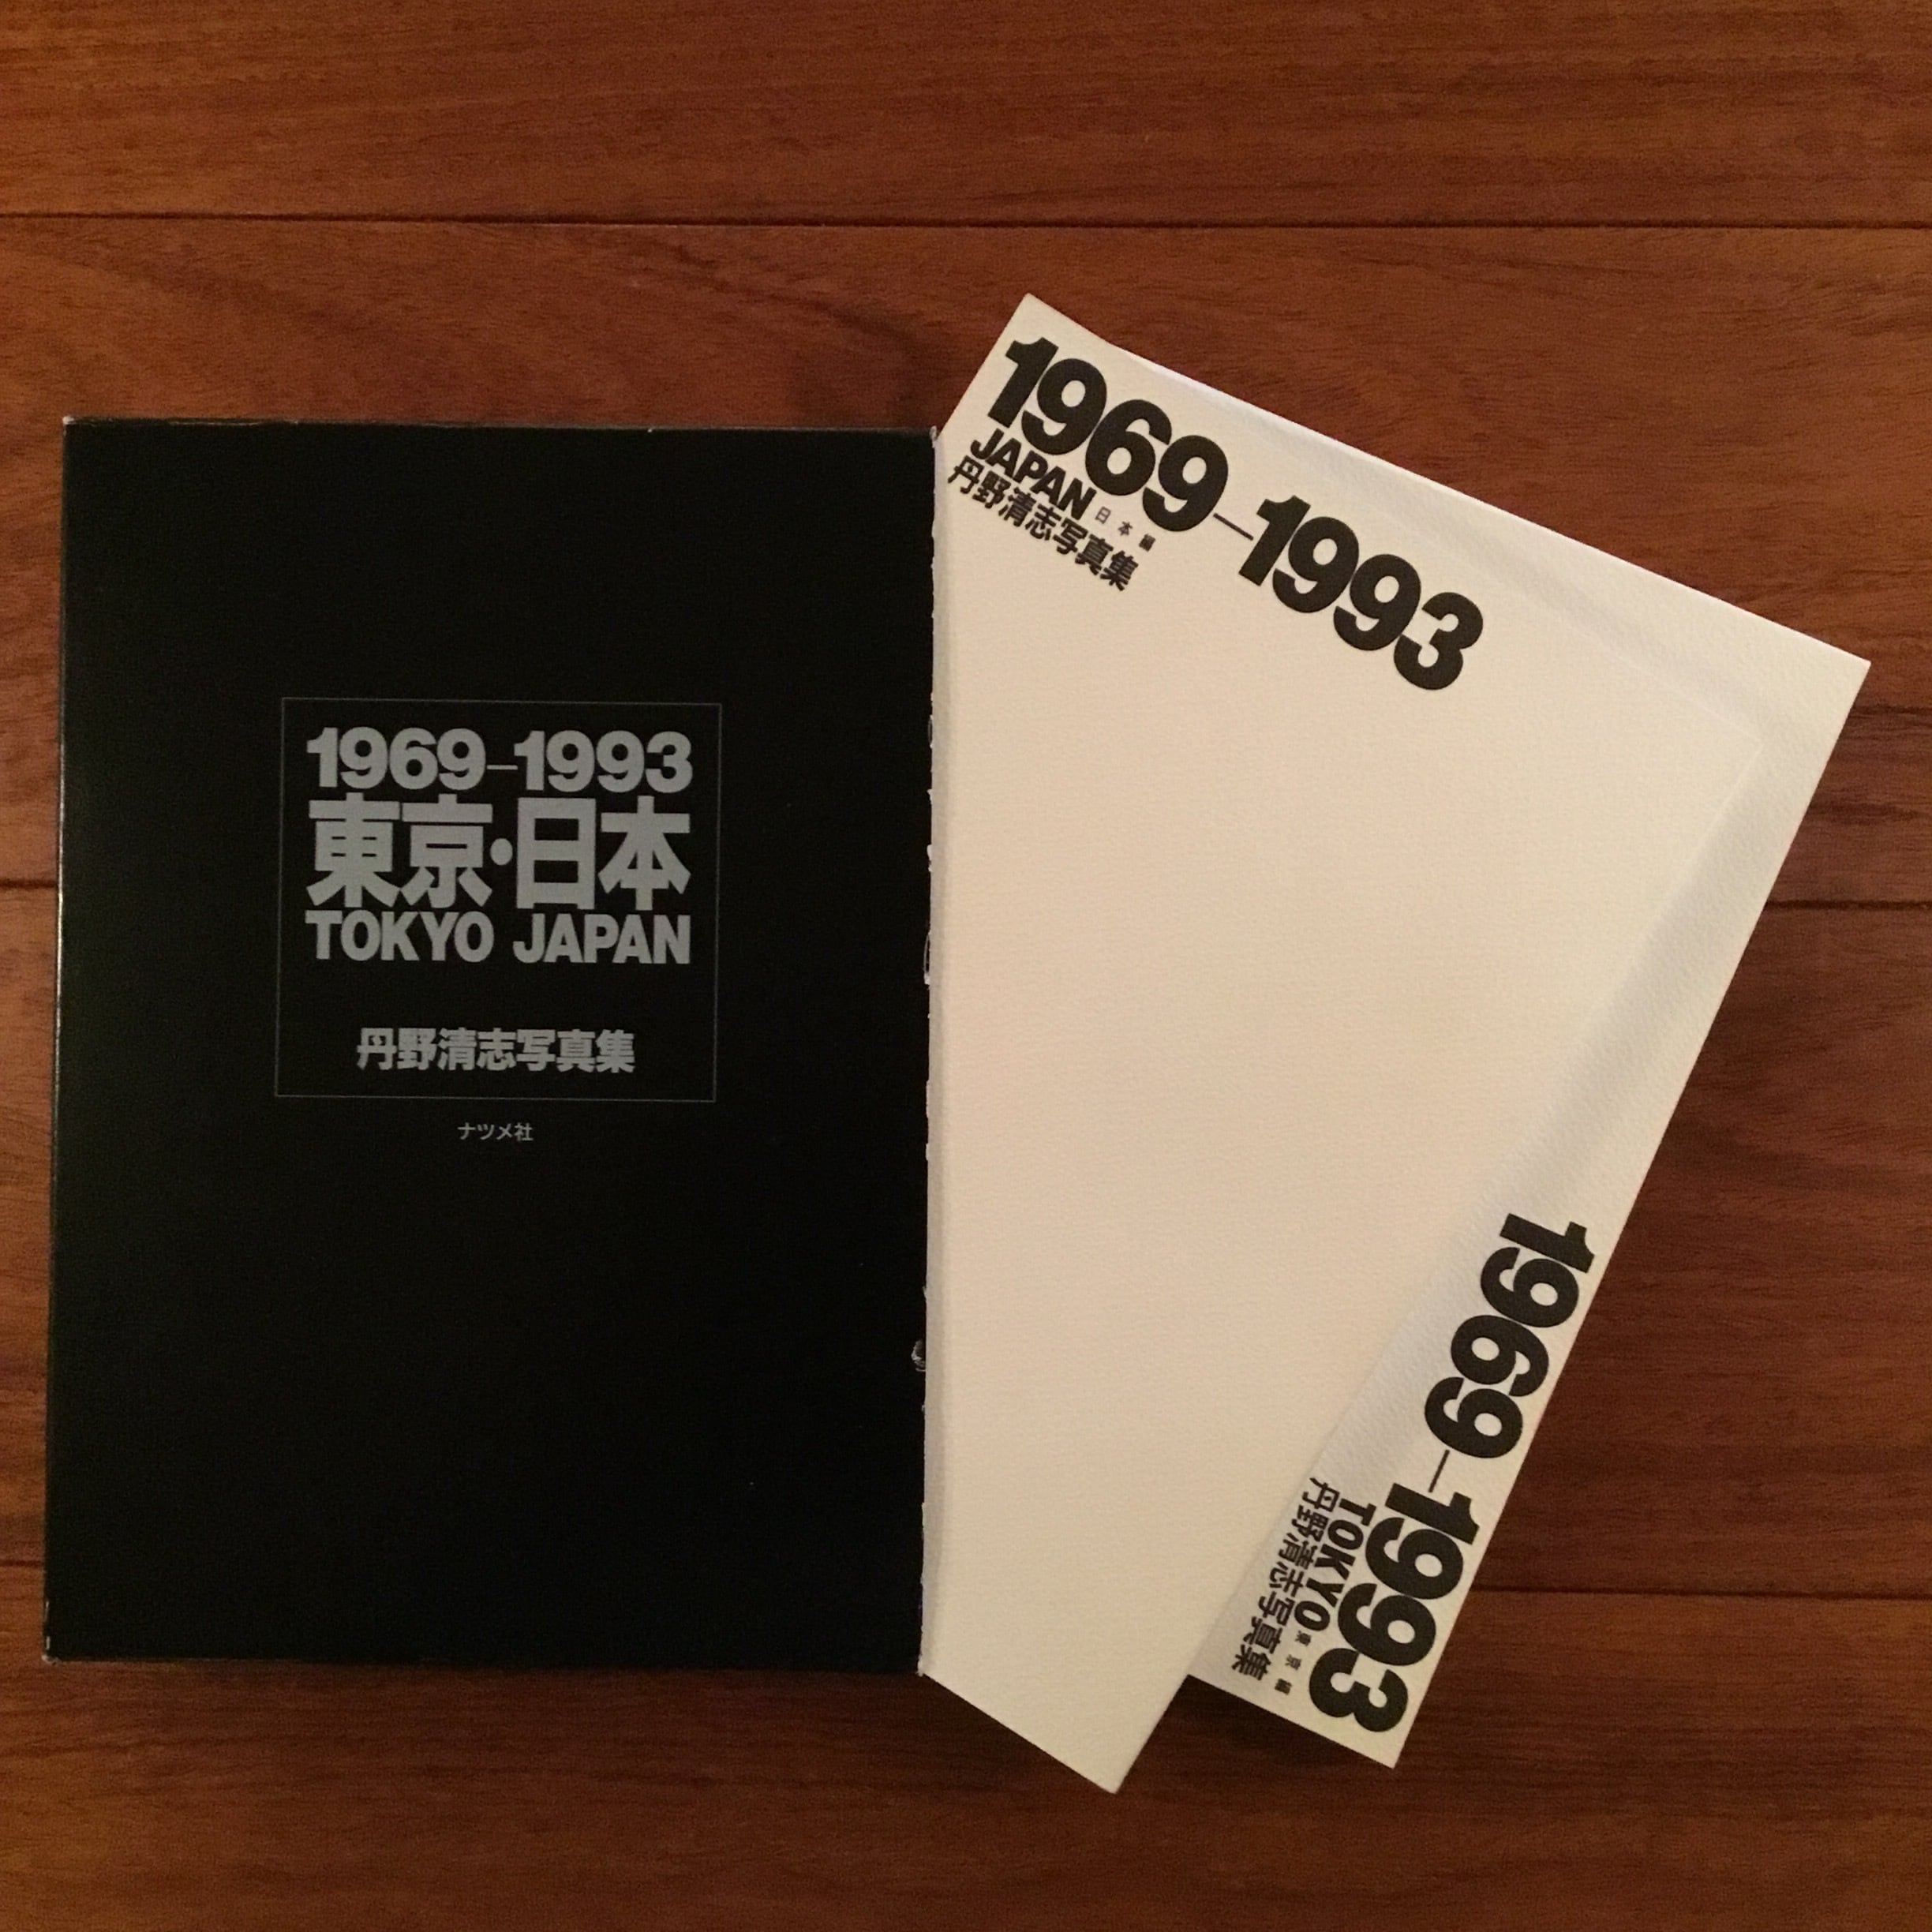 1969–1993
東京・日本
TOKYO JAPAN
丹野清志写真集
ナツメ社
1969–1993
JAPAN 日本編
丹野清志写真集
1969–1993
TOKYO 東京編
丹野清志写真集